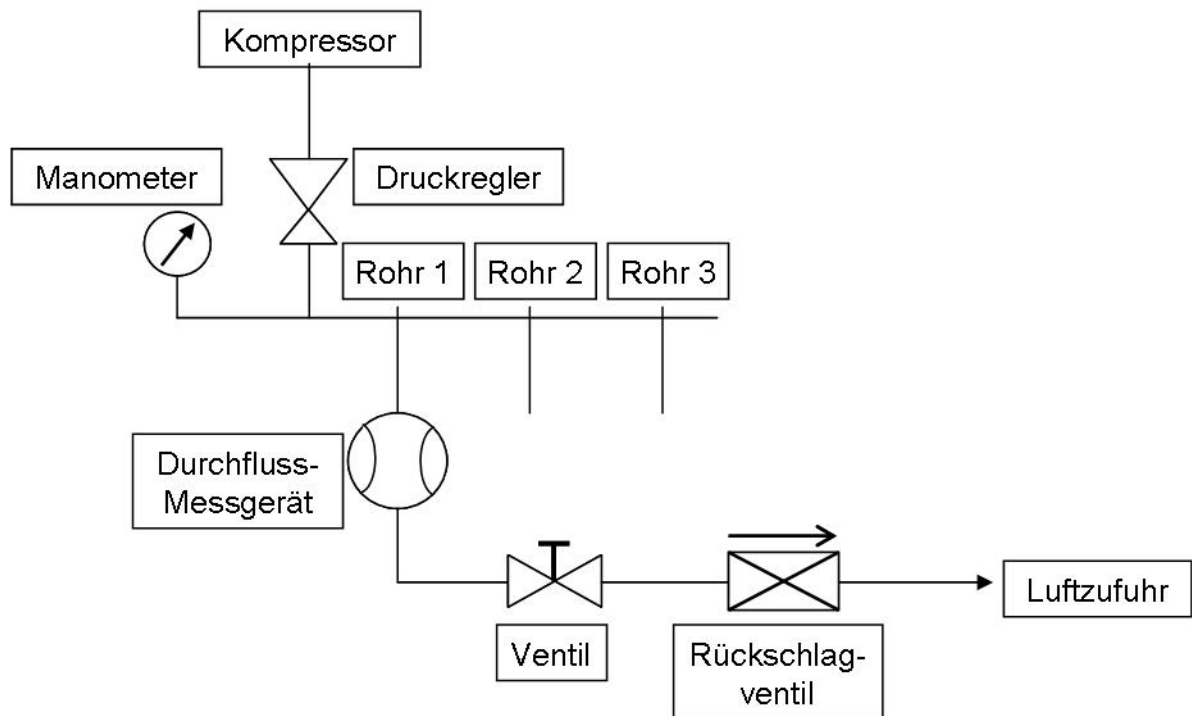 Kompressor
Manometer
Druckregler
Rohr 1
Rohr 2
Rohr 3
Durchfluss-
Messgerät
Luftzufuhr
Ventil
Rückschlag-
ventil